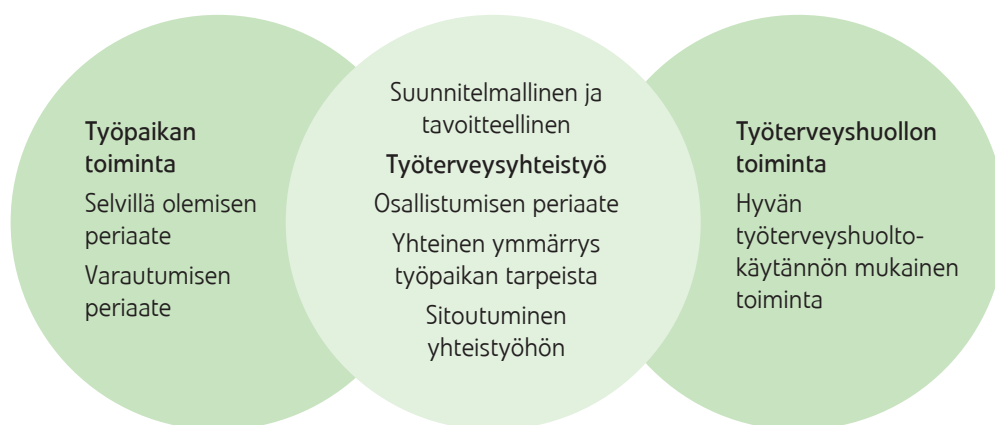 Työpaikan
toiminta
Selvillä olemisen
periaate
Varautumisen
periaate
Suunnitelmallinen ja
tavoitteellinen
Työterveysyhteistyö
Osallistumisen periaate
Yhteinen ymmärrys
työpaikan tarpeista
Sitoutuminen
yhteistyöhön
Työterveyshuollon
toiminta
Hyvän
työterveyshuolto-
käytännön mukainen
toiminta